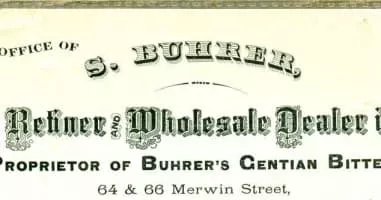 OFFICE OF
S. BUHRER,
Refiner AND Wholesale Dealer i
PROPRIETOR OF BUHRER'S GENTIAN BITTE
64 & 66 Merwin Street,